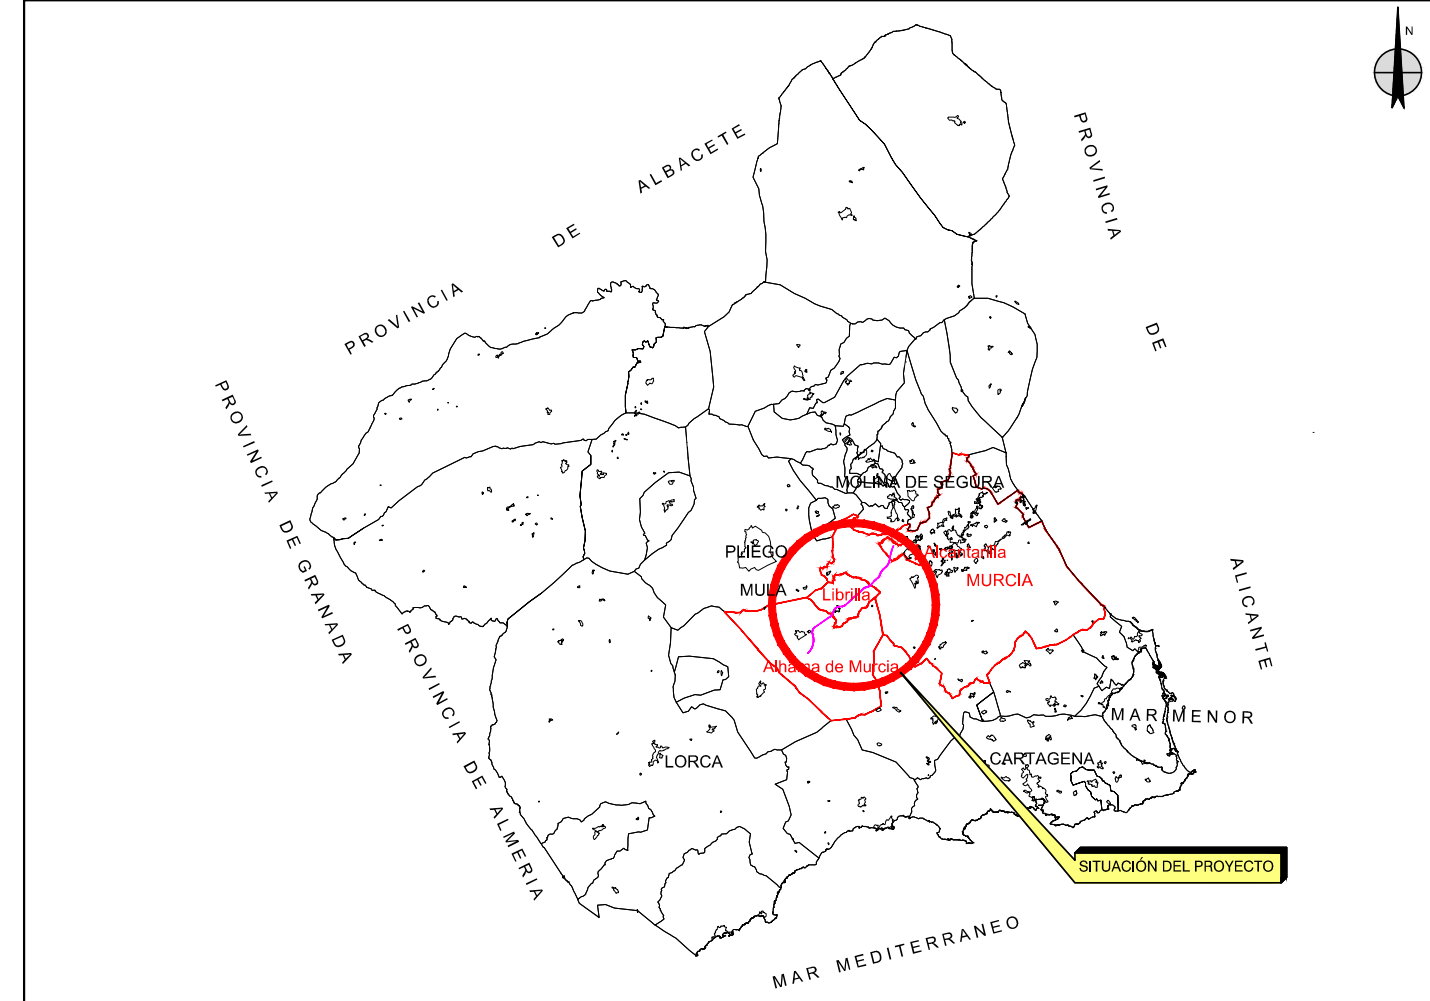 N
PROVINCIA DE ALBACETE
PROVINCIA DE ALICANTE
PROVINCIA DE GRANADA
PROVINCIA DE ALMERIA
MOLINA DE SEGURA
PLIEGO
Alcantarilla
MURCIA
MULA
Librilla
Alhama de Murcia
MAR MENOR
LORCA
CARTAGENA
SITUACIÓN DEL PROYECTO
MAR MEDITERRANEO